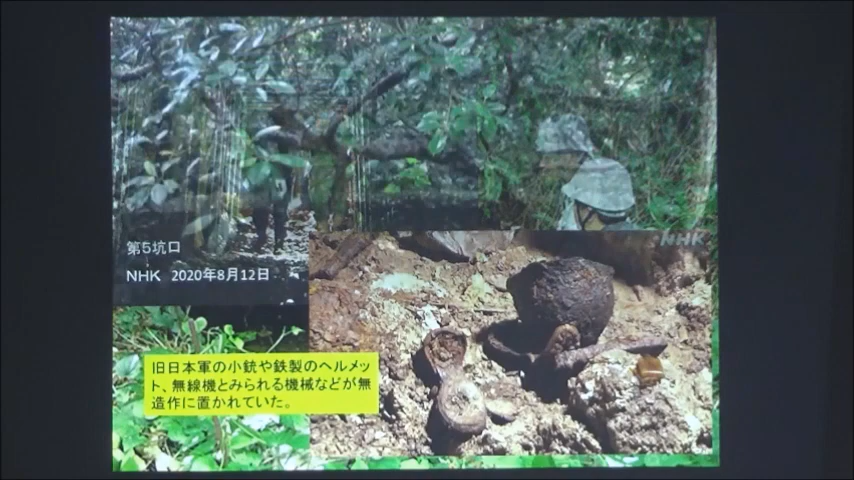 NHK
第5坑口
NHK 2020年8月12日
旧日本軍の小銃や鉄製のヘルメッ
ト、無線機とみられる機械などが無
造作に置かれていた。